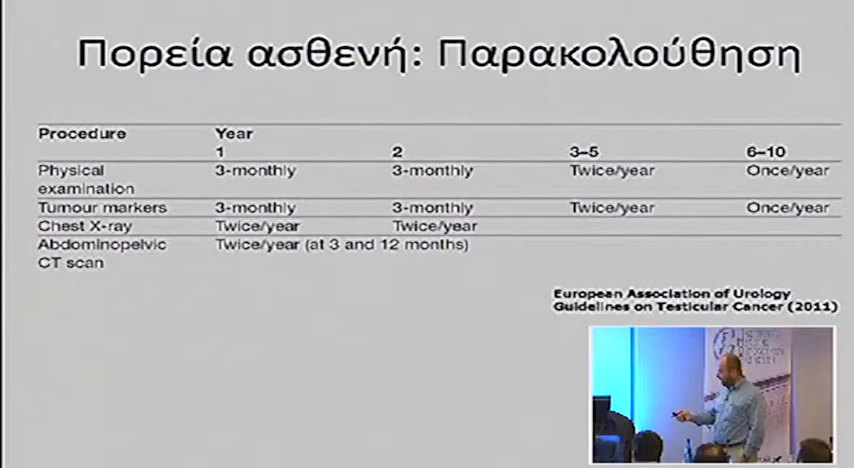 Πορεία ασθενή: Παρακολούθηση
Procedure Year
1 2 3–5 6–10
Physical 3-monthly 3-monthly Twice/year Once/year
examination
Tumour markers 3-monthly 3-monthly Twice/year Once/year
Chest X-ray Twice/year Twice/year
Abdominopelvic Twice/year (at 3 and 12 months)
CT scan
European Association of Urology
Guidelines on Testicular Cancer (2011)